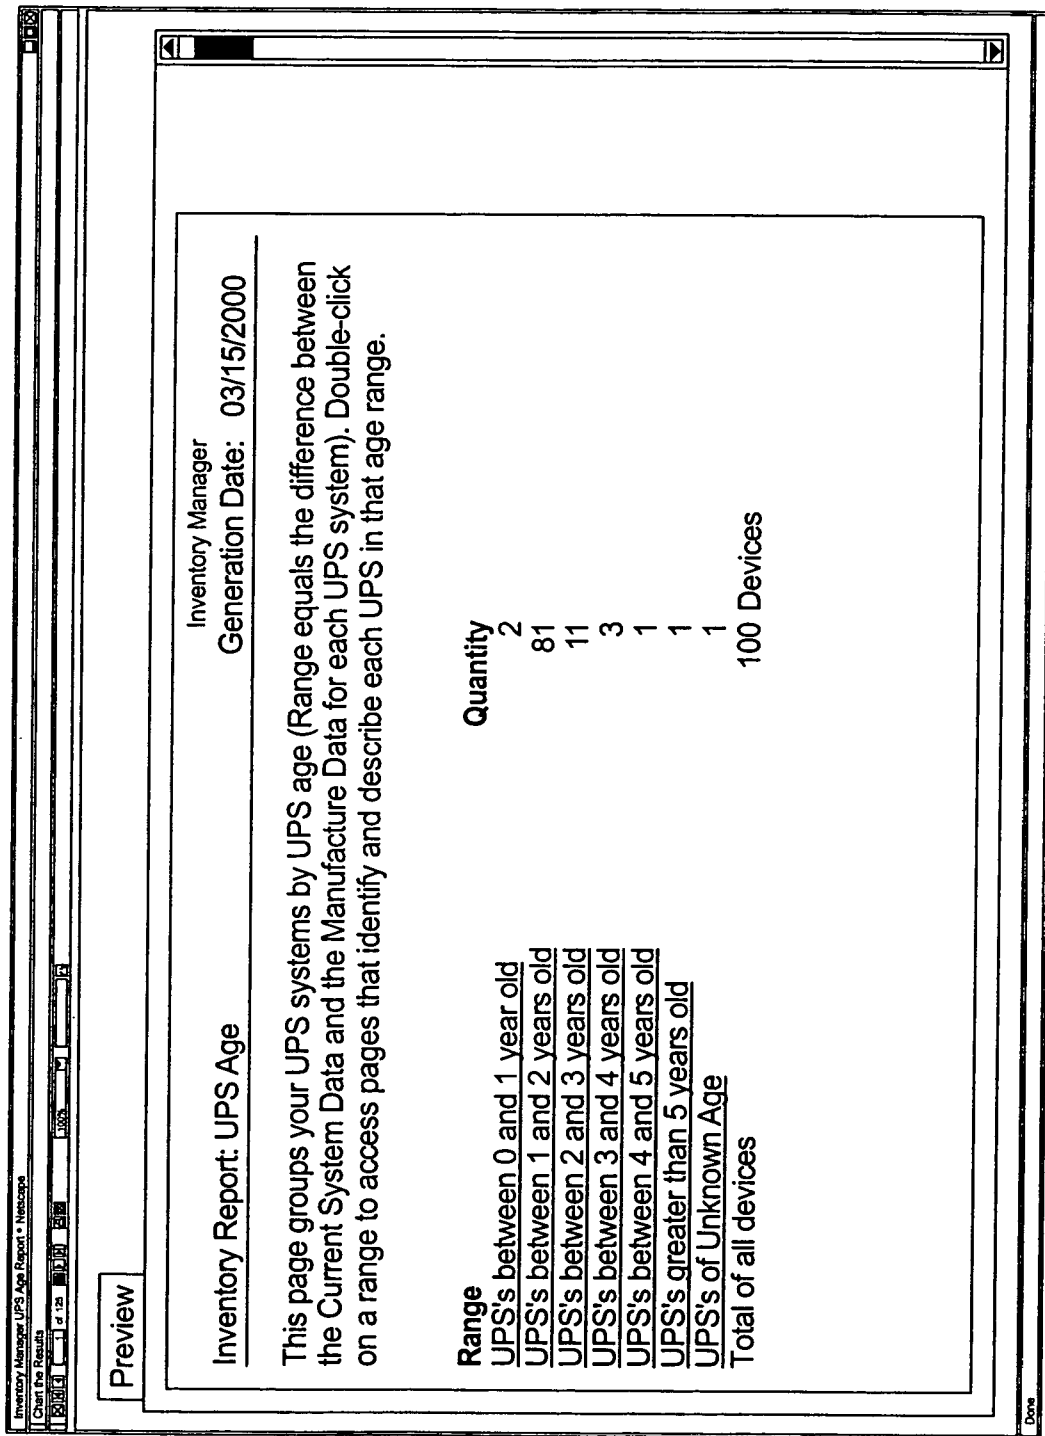 Inventory Manager UPS Age Report * Netscape
Chart the Results
1 of 125 100%
Preview
Inventory Manager
Inventory Report: UPS Age Generation Date: 03/15/2000
This page groups your UPS systems by UPS age (Range equals the difference between
the Current System Data and the Manufacture Data for each UPS system). Double-click
on a range to access pages that identify and describe each UPS in that age range.
Range Quantity
UPS's between 0 and 1 year old 2
UPS's between 1 and 2 years old 81
UPS's between 2 and 3 years old 11
UPS's between 3 and 4 years old 3
UPS's between 4 and 5 years old 1
UPS's greater than 5 years old 1
UPS's of Unknown Age 1
Total of all devices 100 Devices
Done